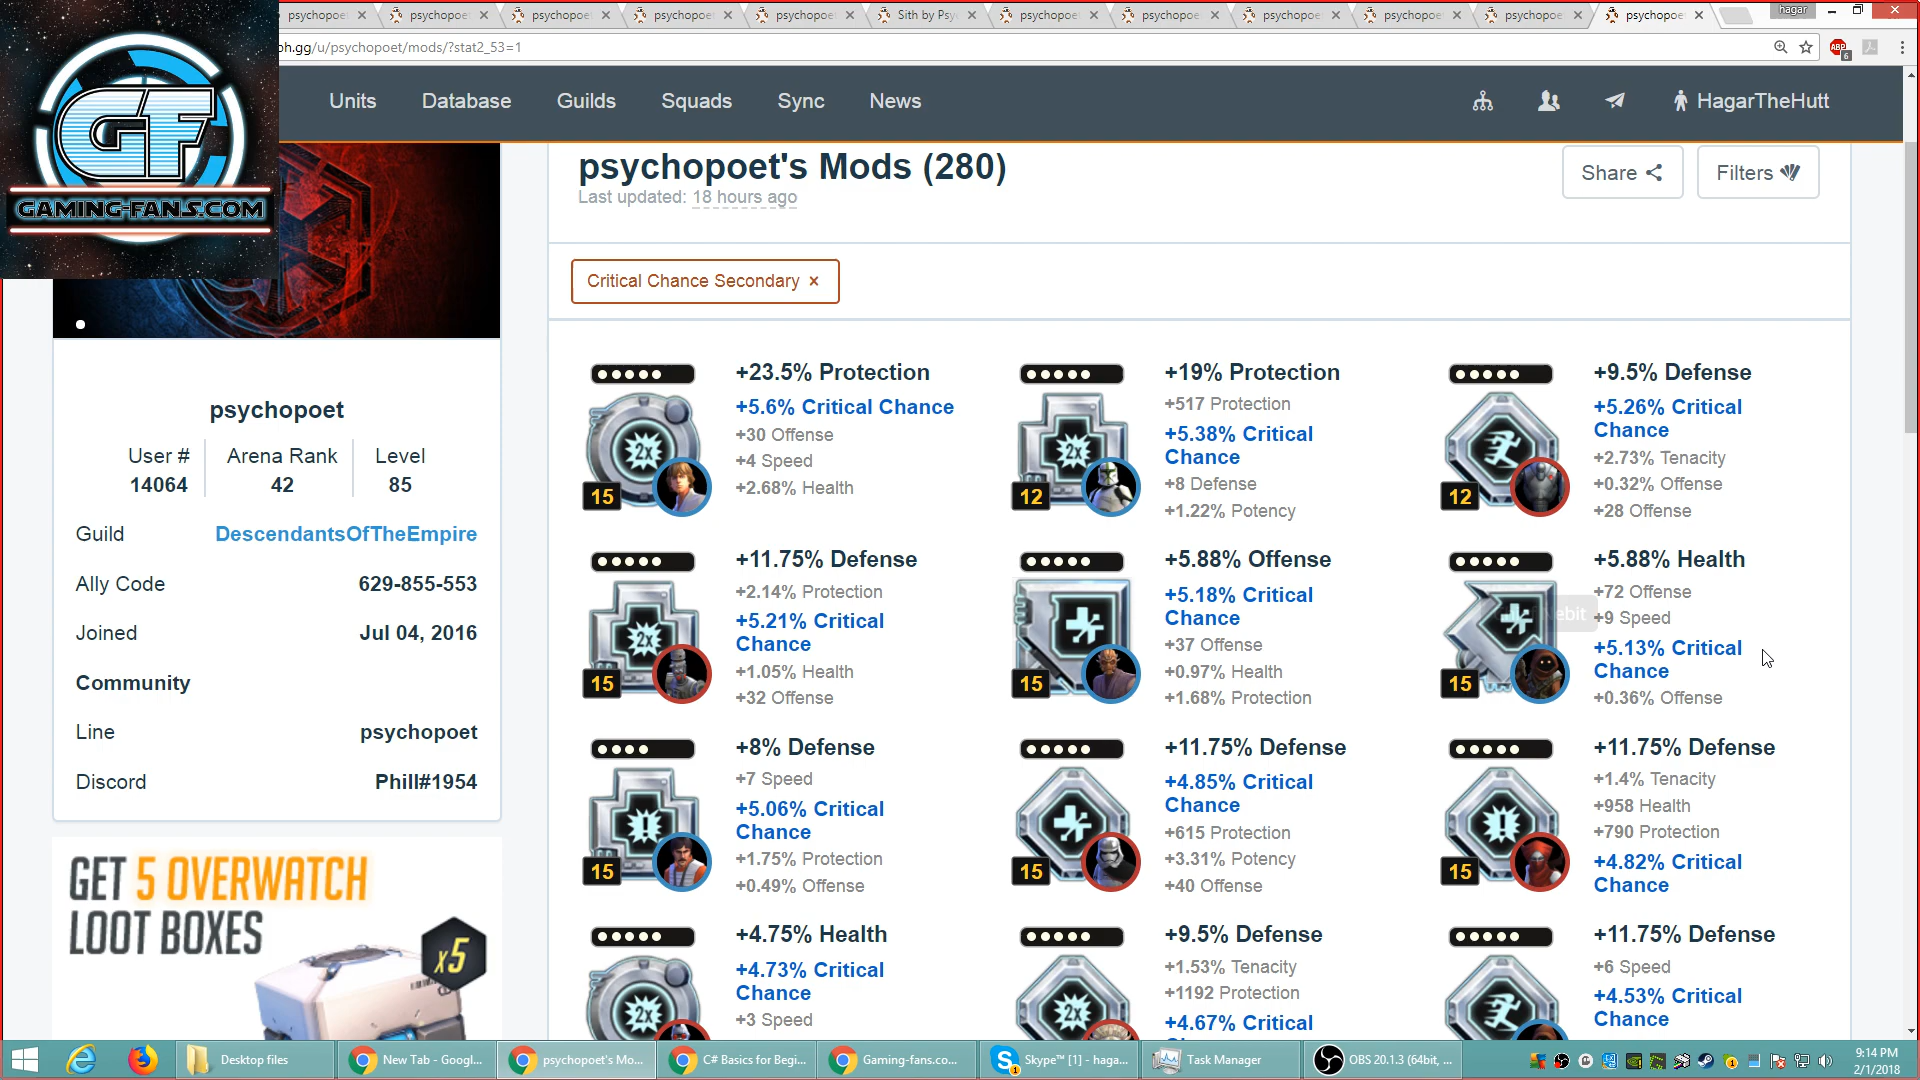 psychopoet
psychopoet
psychopoet
psychopoet
psychopoet
Sith by Psyc
psychopoet
psychopoet
psychopoet
psychopoet
psychopoet
psychopoet
hagar
GF
GAMING-FANS.COM
ph.gg/u/psychopoet/mods/?stat2_53=1
ABP
6
Units
Database
Guilds
Squads
Sync
News
HagarTheHutt
psychopoet's Mods (280)
Last updated: 18 hours ago
Share
Filters
Critical Chance Secondary ×
psychopoet
User #
14064
Arena Rank
42
Level
85
Guild
DescendantsOfTheEmpire
Ally Code
629-855-553
Joined
Jul 04, 2016
Community
Line
psychopoet
Discord
Phill#1954
GET 5 OVERWATCH
LOOT BOXES
x5
2x
15
+23.5% Protection
+5.6% Critical Chance
+30 Offense
+4 Speed
+2.68% Health
2x
12
+19% Protection
+517 Protection
+5.38% Critical
Chance
+8 Defense
+1.22% Potency
12
+9.5% Defense
+5.26% Critical
Chance
+2.73% Tenacity
+0.32% Offense
+28 Offense
2x
15
+11.75% Defense
+2.14% Protection
+5.21% Critical
Chance
+1.05% Health
+32 Offense
15
+5.88% Offense
+5.18% Critical
Chance
+37 Offense
+0.97% Health
+1.68% Protection
15
+5.88% Health
+72 Offense
+9 Speed
+5.13% Critical
Chance
+0.36% Offense
15
+8% Defense
+7 Speed
+5.06% Critical
Chance
+1.75% Protection
+0.49% Offense
15
+11.75% Defense
+4.85% Critical
Chance
+615 Protection
+3.31% Potency
+40 Offense
15
+11.75% Defense
+1.4% Tenacity
+958 Health
+790 Protection
+4.82% Critical
Chance
2x
+4.75% Health
+4.73% Critical
Chance
+3 Speed
2x
+9.5% Defense
+1.53% Tenacity
+1192 Protection
+4.67% Critical
+11.75% Defense
+6 Speed
+4.53% Critical
Chance
Desktop files
New Tab - Googl...
psychopoet's Mo...
C# Basics for Begi...
Gaming-fans.co...
Skype™ [1] - haga...
Task Manager
OBS 20.1.3 (64bit, ...
9:14 PM
2/1/2018